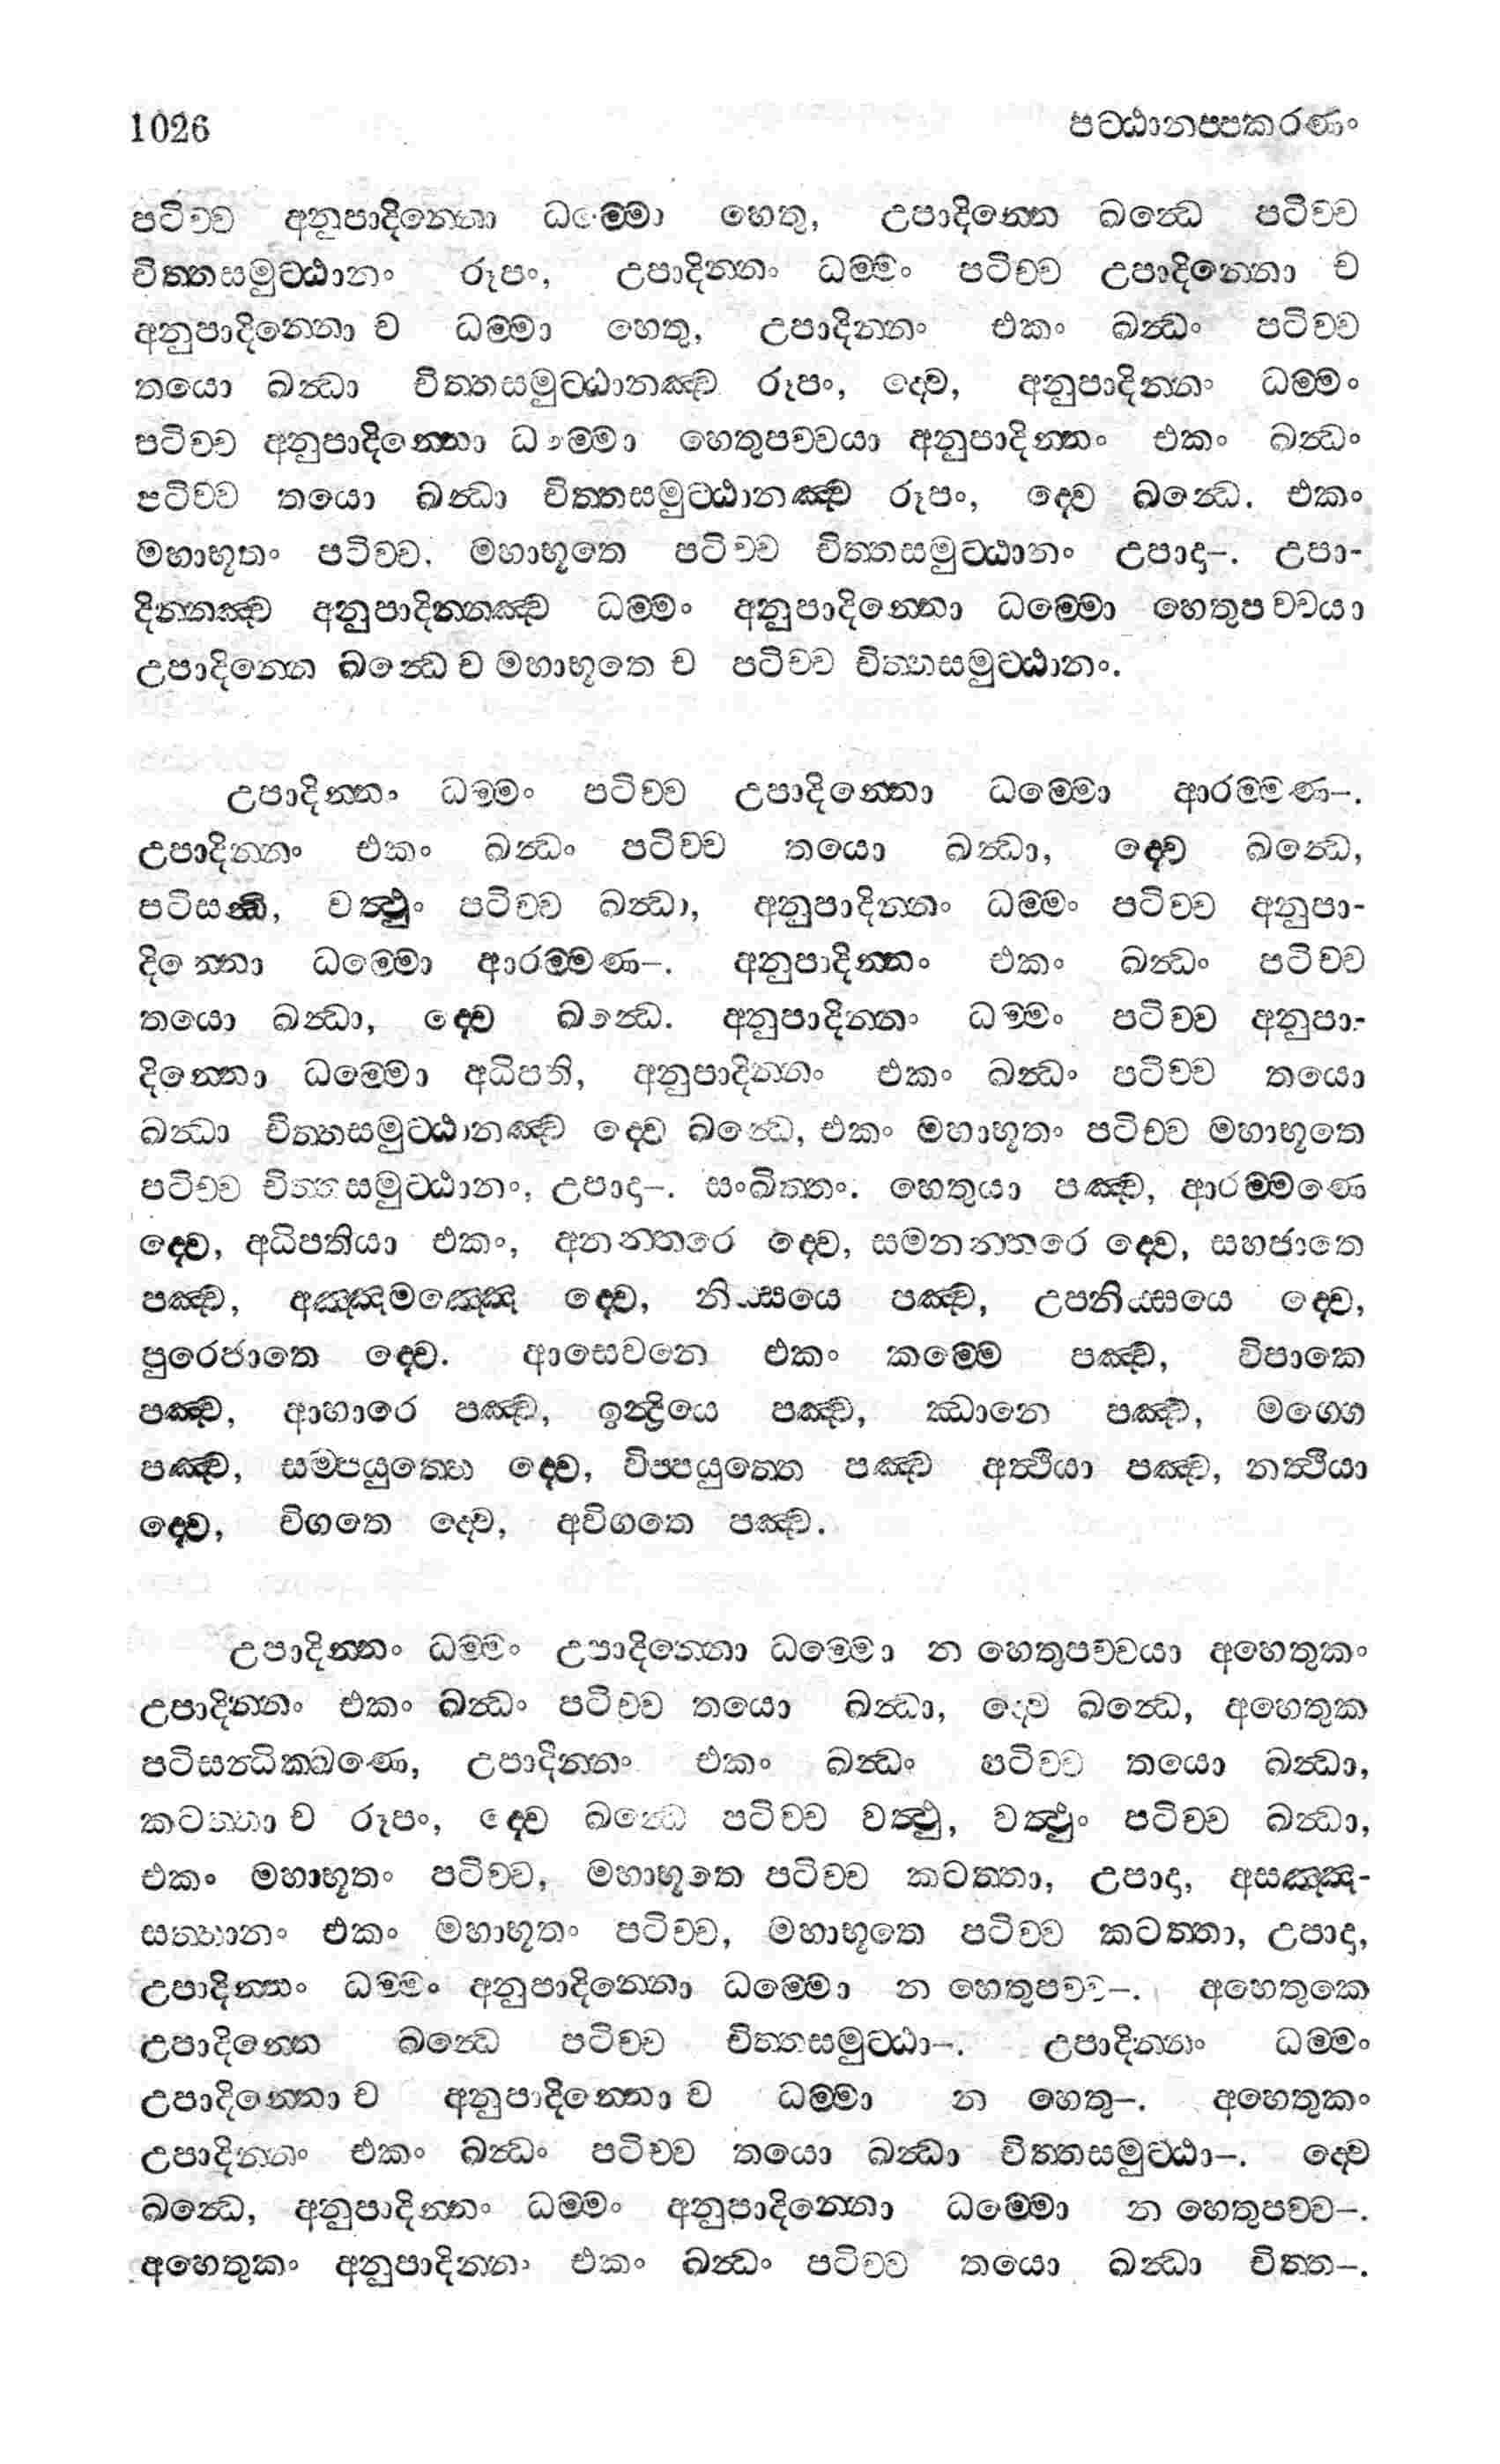 1026 පට්ඨානප්පකරණං
පටිච්ච අනුපාදින්නො ධම්මො හෙතු, උපාදින්නෙ ඛන්ධෙ පටිච්ච
චිත්තසමුට්ඨානං රූපං, උපාදින්නං ධම්මං පටිච්ච උපාදින්නො ච
අනුපාදින්නො ච ධම්මා හෙතු, උපාදින්නං එකං ඛන්ධං පටිච්ච
තයො ඛන්ධා චිත්තසමුට්ඨානඤ්ච රූපං, ද්වෙ, අනුපාදින්නං ධම්මං
පටිච්ච අනුපාදින්නො ධම්මො හෙතුපච්චයා අනුපාදින්නං එකං ඛන්ධං
පටිච්ච තයො ඛන්ධා චිත්තසමුට්ඨානඤ්ච රූපං, ද්වෙ ඛන්ධෙ. එකං
මහාභූතං පටිච්ච. මහාභූතෙ පටිච්ච චිත්තසමුට්ඨානං උපාදා–. උපා-
දින්නඤ්ච අනුපාදින්නඤ්ච ධම්මං අනුපාදින්නො ධම්මො හෙතුපච්චයා
උපාදින්නෙ ඛන්ධෙ ච මහාභූතෙ ච පටිච්ච චිත්තසමුට්ඨානං.
උපාදින්නං ධම්මං පටිච්ච උපාදින්නො ධම්මො ආරම්මණ–.
උපාදින්නං එකං ඛන්ධං පටිච්ච තයො ඛන්ධා, ද්වෙ ඛන්ධෙ,
පටිසන්ධි, වත්ථුං පටිච්ච ඛන්ධා, අනුපාදින්නං ධම්මං පටිච්ච අනුපා-
දින්නො ධම්මො ආරම්මණ–. අනුපාදින්නං එකං ඛන්ධං පටිච්ච
තයො ඛන්ධා, ද්වෙ ඛන්ධෙ. අනුපාදින්නං ධම්මං පටිච්ච අනුපා-
දින්නො ධම්මො අධිපති, අනුපාදින්නං එකං ඛන්ධං පටිච්ච තයො
ඛන්ධා චිත්තසමුට්ඨානඤ්ච ද්වෙ ඛන්ධෙ, එකං මහාභූතං පටිච්ච මහාභූතෙ
පටිච්ච චිත්තසමුට්ඨානං, උපාදා–. සංඛිත්තං. හෙතුයා පඤ්ච, ආරම්මණෙ
ද්වෙ, අධිපතියා එකං, අනන්තරෙ ද්වෙ, සමනන්තරෙ ද්වෙ, සහජාතෙ
පඤ්ච, අඤ්ඤමඤ්ඤෙ ද්වෙ, නිස්සයෙ පඤ්ච, උපනිස්සයෙ ද්වෙ,
පුරෙජාතෙ ද්වෙ. ආසෙවනෙ එකං කම්මෙ පඤ්ච, විපාකෙ
පඤ්ච, ආහාරෙ පඤ්ච, ඉන්ද්‍රියෙ පඤ්ච, ඣානෙ පඤ්ච, මග්ගෙ
පඤ්ච, සම්පයුත්තෙ ද්වෙ, විප්පයුත්තෙ පඤ්ච අත්ථියා පඤ්ච, නත්ථියා
ද්වෙ, විගතෙ ද්වෙ, අවිගතෙ පඤ්ච.
උපාදින්නං ධම්මං උපාදින්නො ධම්මො න හෙතුපච්චයා අහෙතුකං
උපාදින්නං එකං ඛන්ධං පටිච්ච තයො ඛන්ධා, ද්වෙ ඛන්ධෙ, අහෙතුක
පටිසන්ධික්ඛණෙ, උපාදින්නං එකං ඛන්ධං පටිච්ච තයො ඛන්ධා,
කටත්තා ච රූපං, ද්වෙ ඛන්ධෙ පටිච්ච වත්ථු, වත්ථුං පටිච්ච ඛන්ධා,
එකං මහාභූතං පටිච්ච, මහාභූතෙ පටිච්ච කටත්තා, උපාදා, අසඤ්ඤ-
සත්තානං එකං මහාභූතං පටිච්ච, මහාභූතෙ පටිච්ච කටත්තා, උපාදා,
උපාදින්නං ධම්මං අනුපාදින්නො ධම්මො න හෙතුපච්ච–. අහෙතුකෙ
උපාදින්නෙ ඛන්ධෙ පටිච්ච චිත්තසමුට්ඨා–. උපාදින්නං ධම්මං
උපාදින්නො ච අනුපාදින්නො ච ධම්මා න හෙතු–. අහෙතුකං
උපාදින්නං එකං ඛන්ධං පටිච්ච තයො ඛන්ධා චිත්තසමුට්ඨා–. ද්වෙ
ඛන්ධෙ, අනුපාදින්නං ධම්මං අනුපාදින්නො ධම්මො න හෙතුපච්ච–.
අහෙතුකං අනුපාදින්නං එකං ඛන්ධං පටිච්ච තයො ඛන්ධා චිත්ත–.